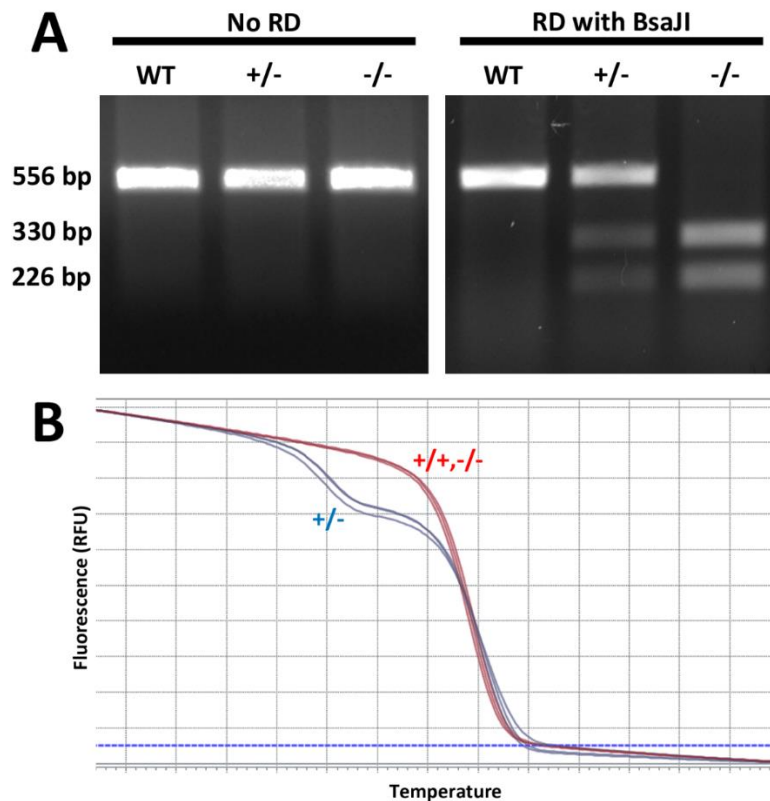 A
No RD
RD with BsaJI
WT +/- -/-
WT +/- -/-
556 bp
330 bp
226 bp
B
+/+,-/-
+/-
Fluorescence (RFU)
Temperature